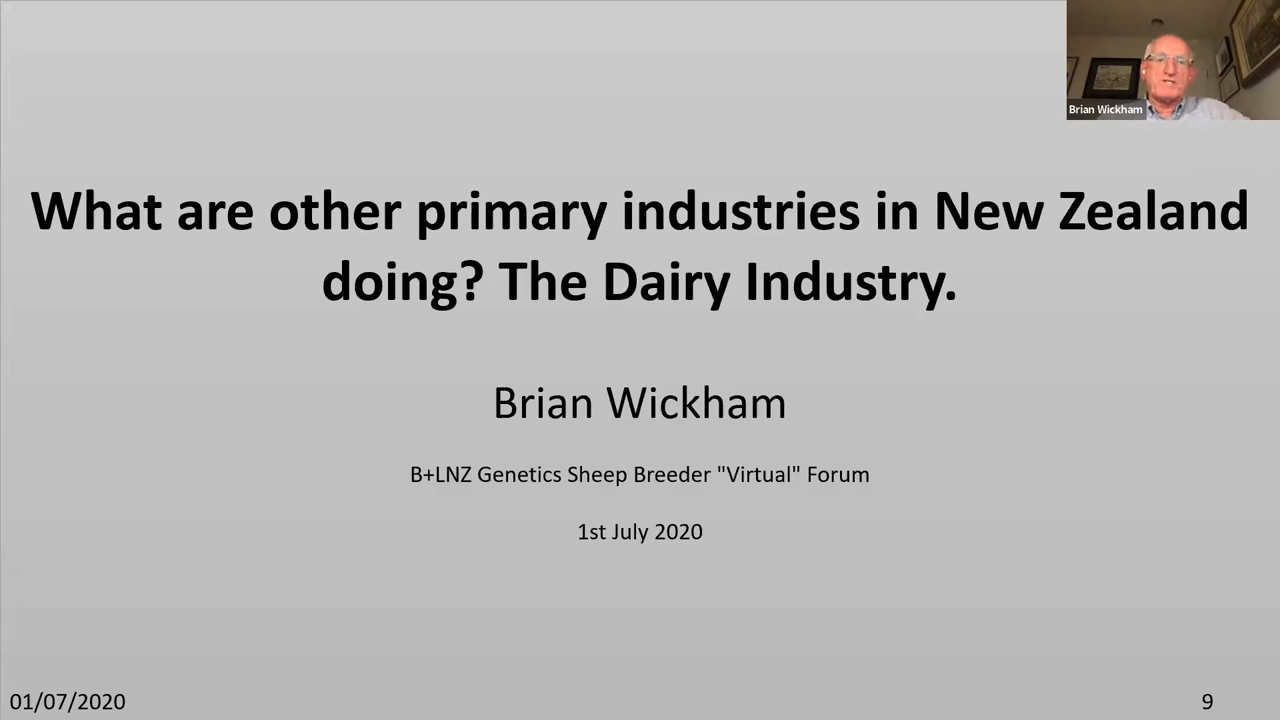 Brian Wickham
What are other primary industries in New Zealand
doing? The Dairy Industry.
Brian Wickham
B+LNZ Genetics Sheep Breeder "Virtual" Forum
1st July 2020
01/07/2020
9